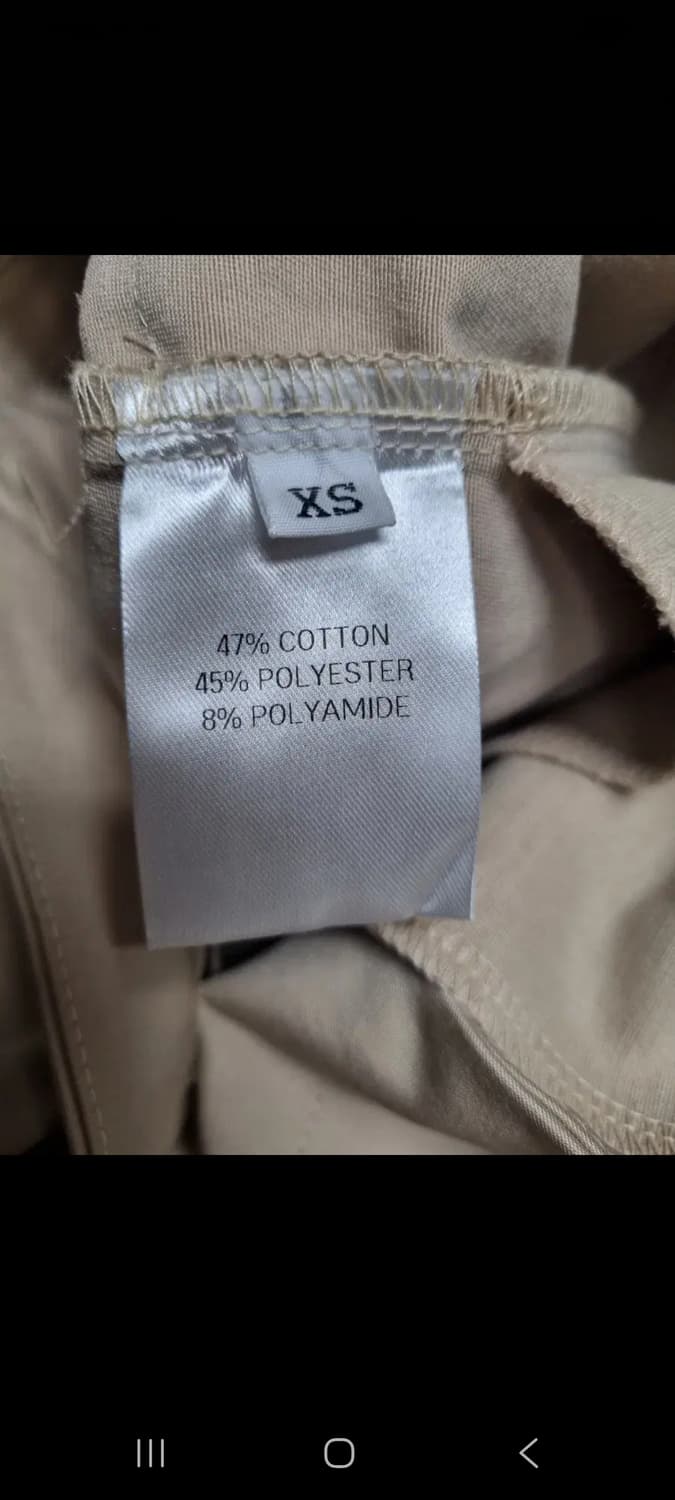 XS
47% COTTON
45% POLYESTER
8% POLYAMIDE